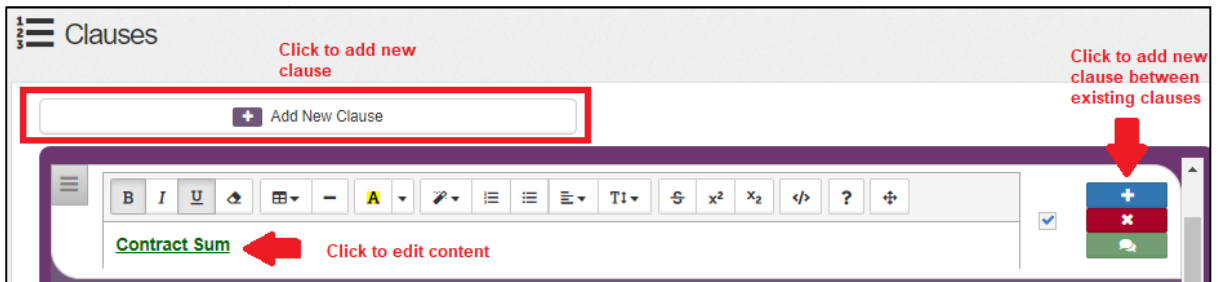 Clauses
Click to add new
clause
Click to add new
clause between
existing clauses
Add New Clause
B I U A T x² x₂ </> ?
Contract Sum
Click to edit content